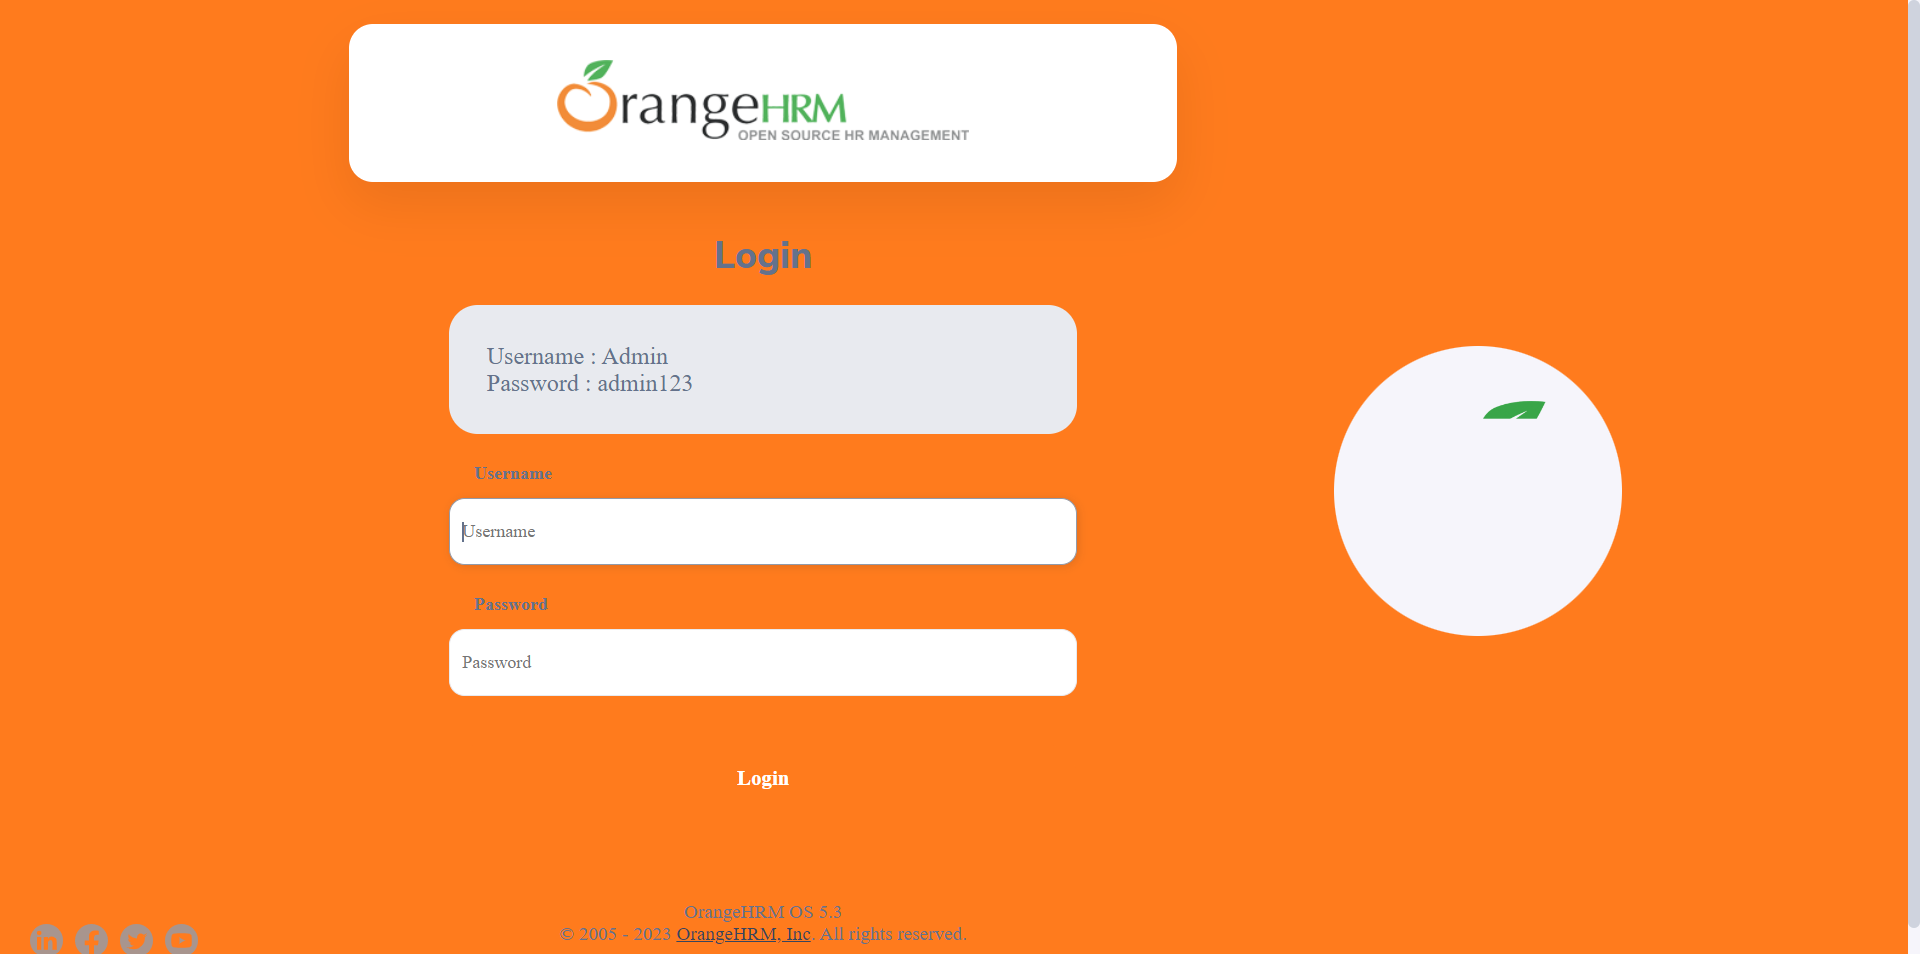 OrangeHRM
OPEN SOURCE HR MANAGEMENT
Login
Username : Admin
Password : admin123
Username
Username
Password
Password
Login
OrangeHRM OS 5.3
© 2005 - 2023 OrangeHRM, Inc. All rights reserved.